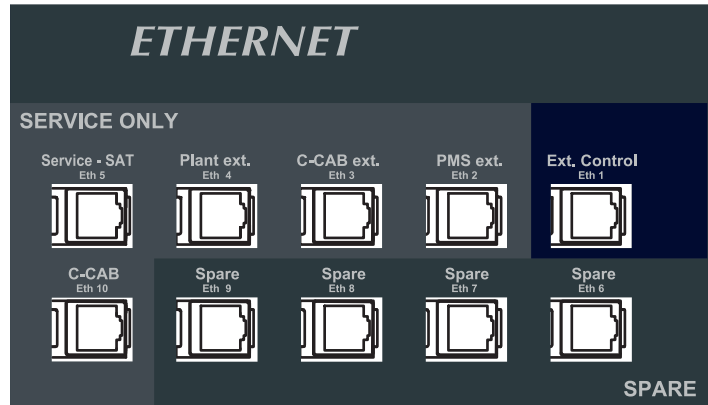 ETHERNET
SERVICE ONLY
Service - SAT Plant ext. C-CAB ext. PMS ext. Ext. Control
Eth 5 Eth 4 Eth 3 Eth 2 Eth 1
C-CAB Spare Spare Spare Spare
Eth 10 Eth 9 Eth 8 Eth 7 Eth 6
SPARE